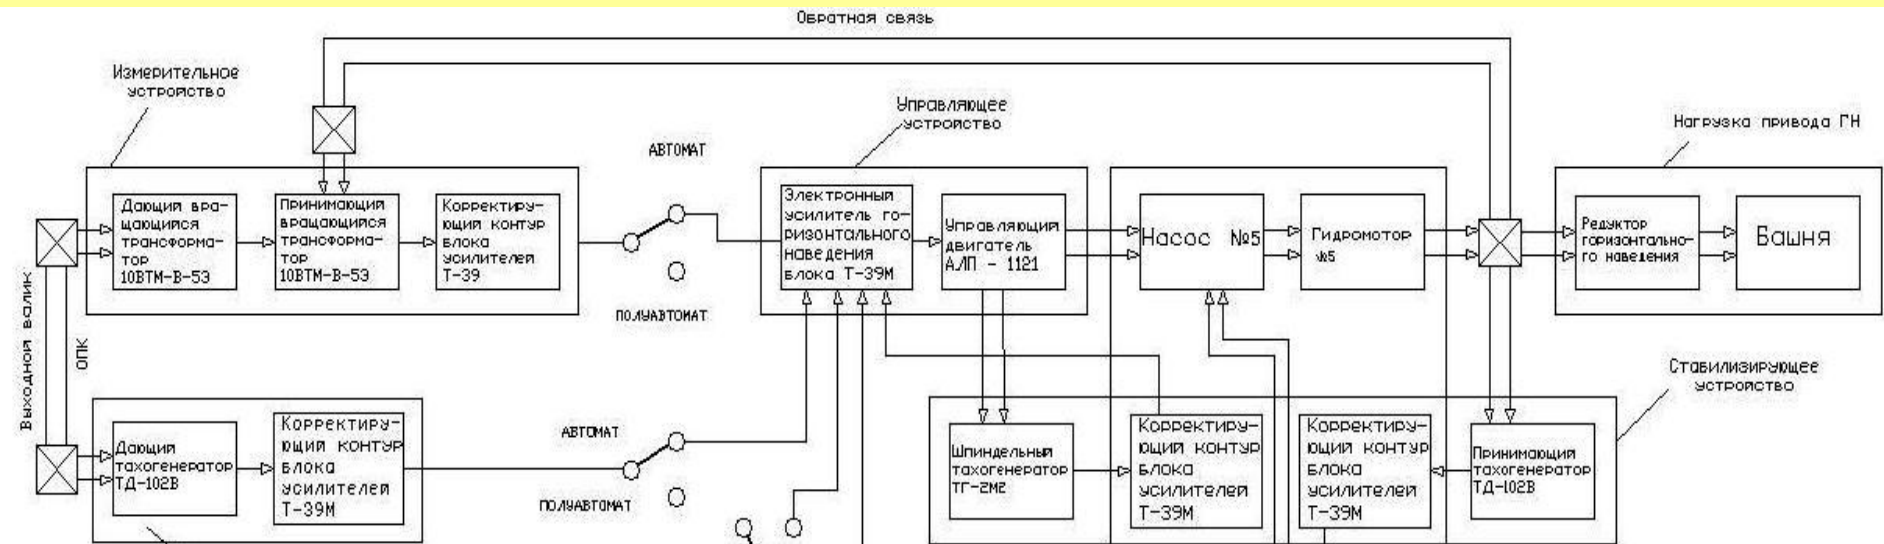 Обратная связь
Измерительное
устройство
Управляющее
устройство
Нагрузка привода ГН
АВТОМАТ
Дающий вра-
щающийся
трансформа-
тор
10ВТМ-В-53
Принимающий
вращающийся
трансформа-
тор
10ВТМ-В-53
Корректиру-
ющий контур
блока
усилителей
Т-39
ПОЛУАВТОМАТ
Электронный
усилитель го-
ризонтального
наведения
блока Т-39М
Управляющий
двигатель
АЛП - 1121
Насос №5
Гидромотор
№5
Редуктор
горизонтально-
го наведения
Башня
Выходной валик
ОПК
Стабилизирующее
устройство
Дающий
тахогенератор
ТД-102В
Корректиру-
ющий контур
блока
усилителей
Т-39М
АВТОМАТ
ПОЛУАВТОМАТ
Шпиндельный
тахогенератор
ТГ-2М2
Корректиру-
ющий контур
блока
усилителей
Т-39М
Корректиру-
ющий контур
блока
усилителей
Т-39М
Принимающий
тахогенератор
ТД-102В